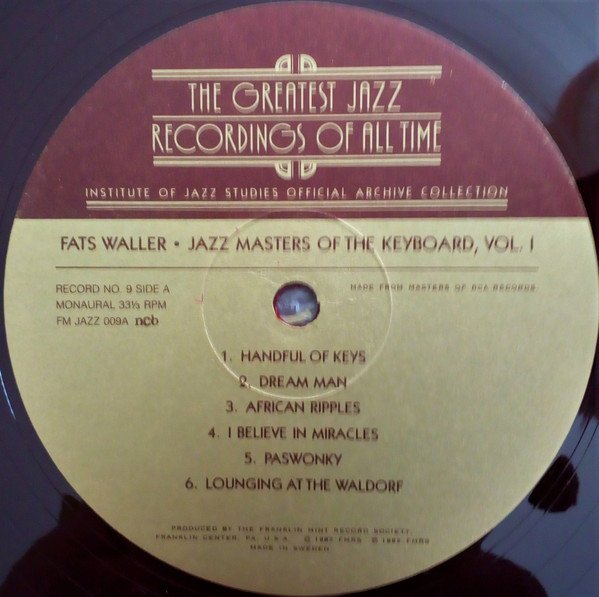 THE GREATEST JAZZ
RECORDINGS OF ALL TIME
INSTITUTE OF JAZZ STUDIES OFFICIAL ARCHIVE COLLECTION
FATS WALLER • JAZZ MASTERS OF THE KEYBOARD, VOL. I
RECORD NO. 9 SIDE A
MONAURAL 33⅓ RPM
FM JAZZ 009A ncb
MADE FROM MASTERS OF RCA RECORDS
1. HANDFUL OF KEYS
2. DREAM MAN
3. AFRICAN RIPPLES
4. I BELIEVE IN MIRACLES
5. PASWONKY
6. LOUNGING AT THE WALDORF
PRODUCED BY THE FRANKLIN MINT RECORD SOCIETY,
FRANKLIN CENTER, PA. U.S.A. © FMRS ℗ FMRS
MADE IN SWEDEN